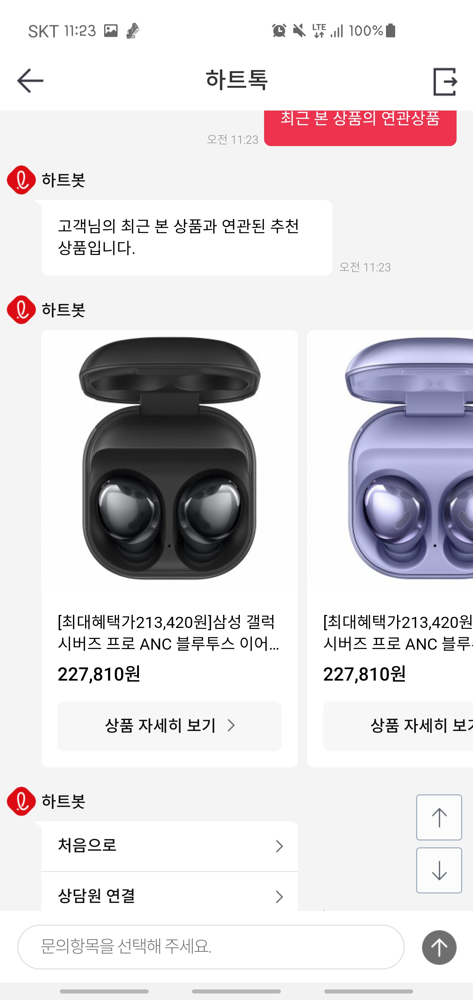 SKT 11:23 LTE 100%
하트톡
최근 본 상품의 연관상품
오전 11:23
하트봇
고객님의 최근 본 상품과 연관된 추천
상품입니다.
오전 11:23
하트봇
[최대혜택가213,420원]삼성 갤럭
시버즈 프로 ANC 블루투스 이어...
227,810원
상품 자세히 보기
[최대혜택가213,420원
시버즈 프로 ANC 블루
227,810원
상품 자세히 보기
하트봇
처음으로
상담원 연결
문의항목을 선택해 주세요.